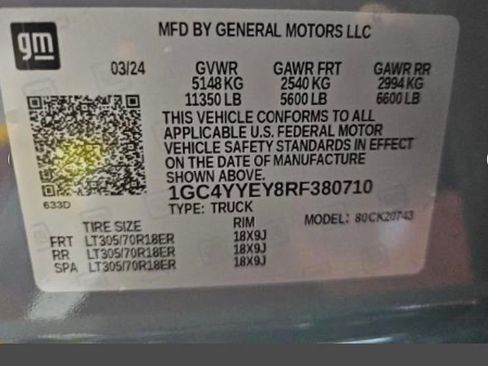 gm
MFD BY GENERAL MOTORS LLC
03/24 GVWR GAWR FRT GAWR RR
5148 KG 2540 KG 2994 KG
11350 LB 5600 LB 6600 LB
THIS VEHICLE CONFORMS TO ALL
APPLICABLE U.S. FEDERAL MOTOR
VEHICLE SAFETY STANDARDS IN
EFFECT ON THE DATE OF MANUFACTURE
SHOWN ABOVE.
633D
1GC4YYEY8RF380710
TYPE: TRUCK MODEL: 80CK20743
TIRE SIZE RIM
FRT LT305/70R18ER 18X9J
RR LT305/70R18ER 18X9J
SPA LT305/70R18ER 18X9J